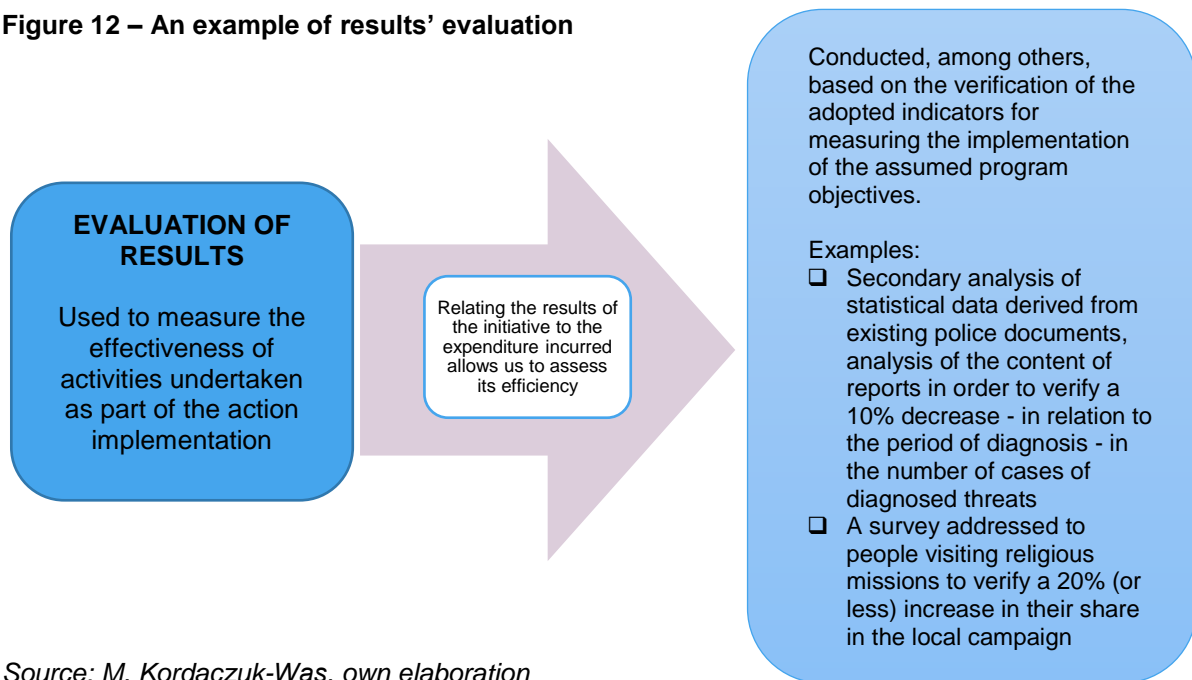 Figure 12 – An example of results’ evaluation
EVALUATION OF
RESULTS
Used to measure the
effectiveness of
activities undertaken
as part of the action
implementation
Relating the results of
the initiative to the
expenditure incurred
allows us to assess
its efficiency
Conducted, among others,
based on the verification of the
adopted indicators for
measuring the implementation
of the assumed program
objectives.
Examples:
❑ Secondary analysis of
statistical data derived from
existing police documents,
analysis of the content of
reports in order to verify a
10% decrease - in relation to
the period of diagnosis - in
the number of cases of
diagnosed threats
❑ A survey addressed to
people visiting religious
missions to verify a 20% (or
less) increase in their share
in the local campaign
Source: M. Kordaczuk-Was, own elaboration